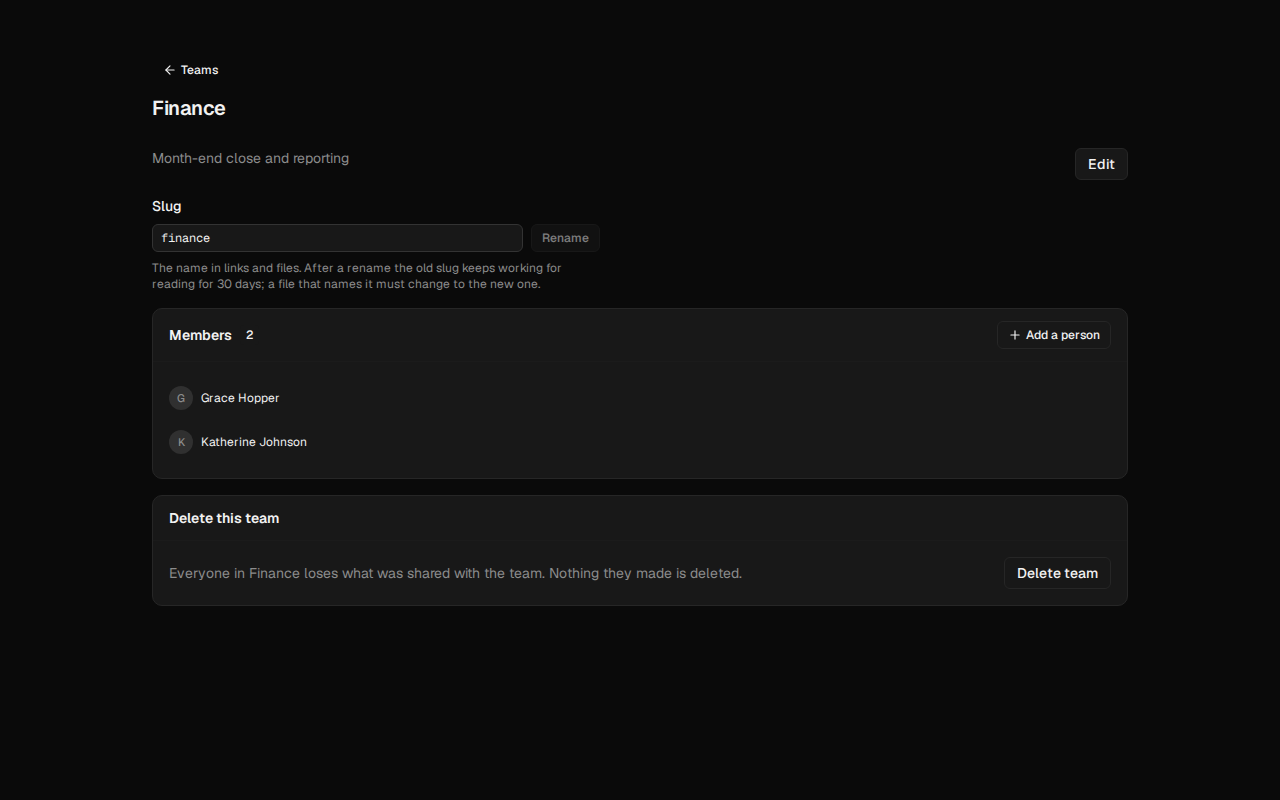 Teams
Finance
Month-end close and reporting
Edit
Slug
finance
Rename
The name in links and files. After a rename the old slug keeps working for
reading for 30 days; a file that names it must change to the new one.
Members 2
Add a person
G Grace Hopper
K Katherine Johnson
Delete this team
Everyone in Finance loses what was shared with the team. Nothing they made is deleted.
Delete team